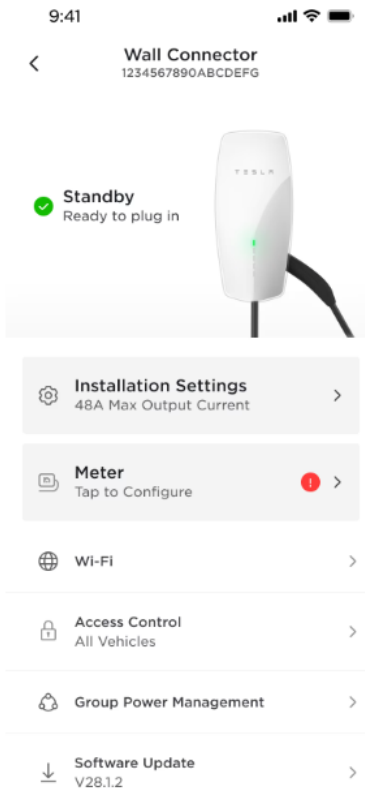 9:41
Wall Connector
1234567890ABCDEFG
TESLA
Standby
Ready to plug in
Installation Settings
48A Max Output Current
Meter
Tap to Configure
!
Wi-Fi
Access Control
All Vehicles
Group Power Management
Software Update
V28.1.2